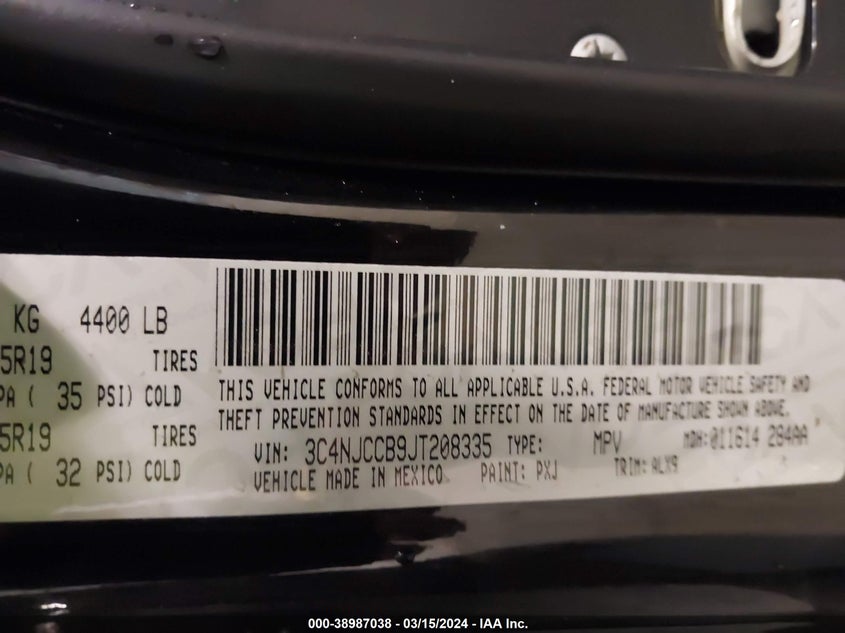 KG 4400 LB
5R19 TIRES
PA ( 35 PSI) COLD
5R19 TIRES
PA ( 32 PSI) COLD
THIS VEHICLE CONFORMS TO ALL APPLICABLE U.S.A. FEDERAL MOTOR VEHICLE SAFETY AND
THEFT PREVENTION STANDARDS IN EFFECT ON THE DATE OF MANUFACTURE SHOWN ABOVE.
VIN: 3C4NJCCB9JT208335 TYPE: MPV MDH:011614 284AA
VEHICLE MADE IN MEXICO PAINT: PXJ TRIM: ALX9
000-38987038 - 03/15/2024 - IAA Inc.